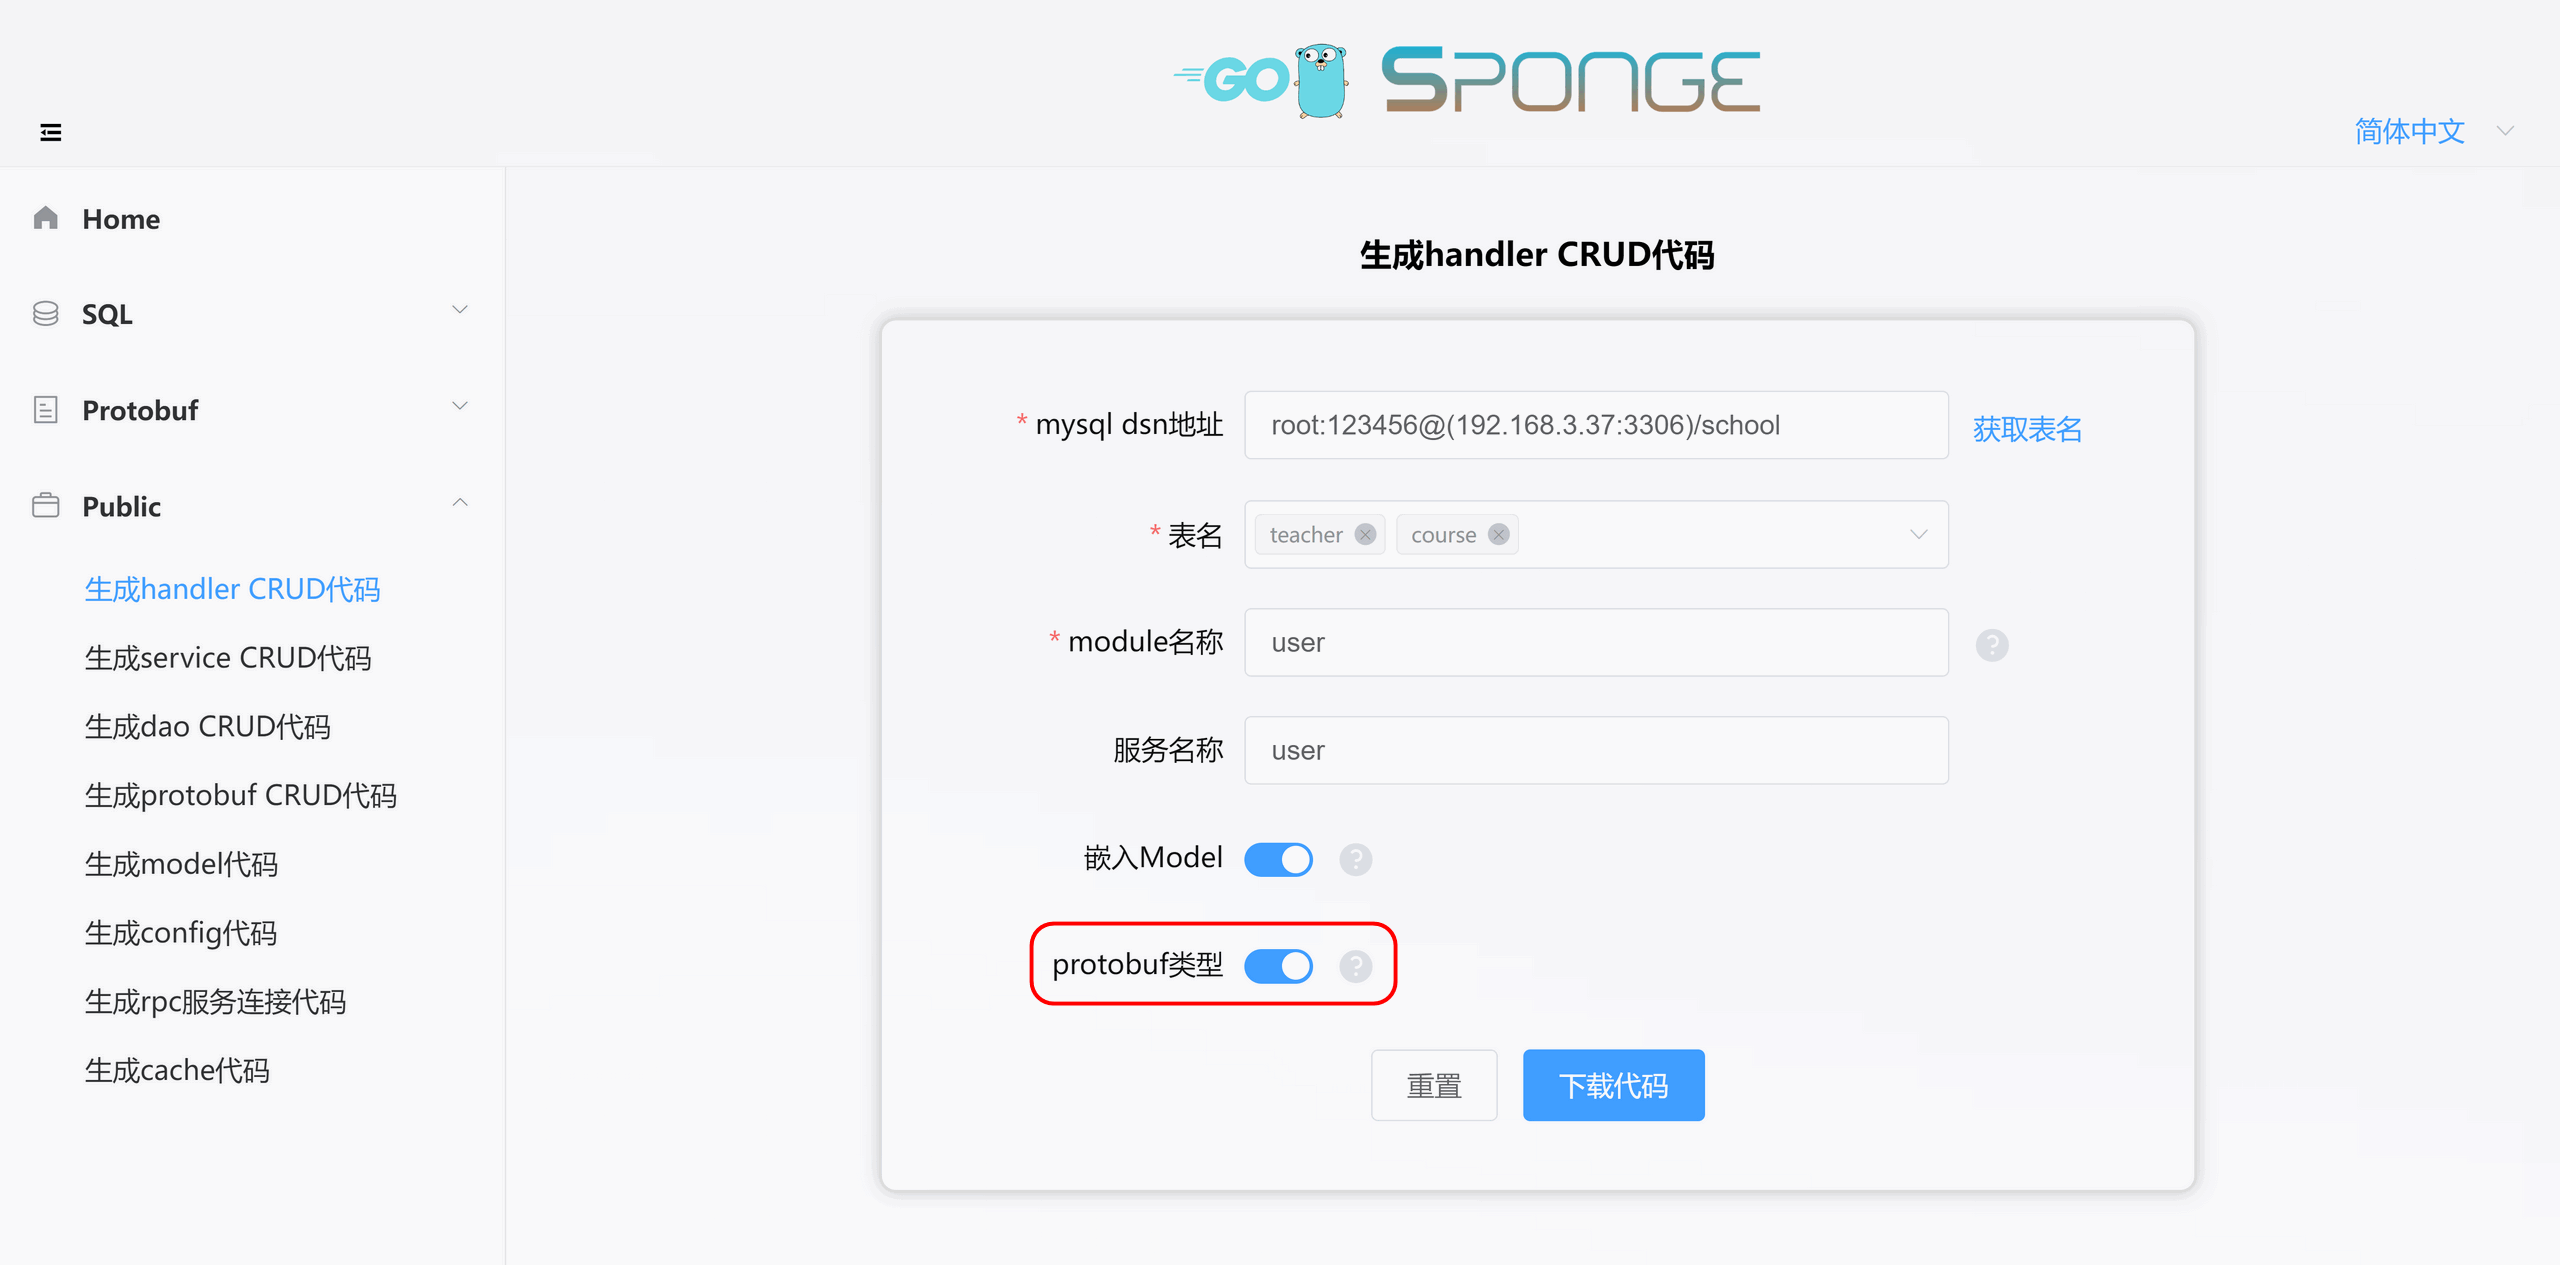 GO SPONGE
简体中文
Home
SQL
Protobuf
Public
生成handler CRUD代码
生成service CRUD代码
生成dao CRUD代码
生成protobuf CRUD代码
生成model代码
生成config代码
生成rpc服务连接代码
生成cache代码
生成handler CRUD代码
* mysql dsn地址 root:123456@(192.168.3.37:3306)/school 获取表名
* 表名 teacher course
* module名称 user ?
服务名称 user
嵌入Model ?
protobuf类型 ?
重置 下载代码